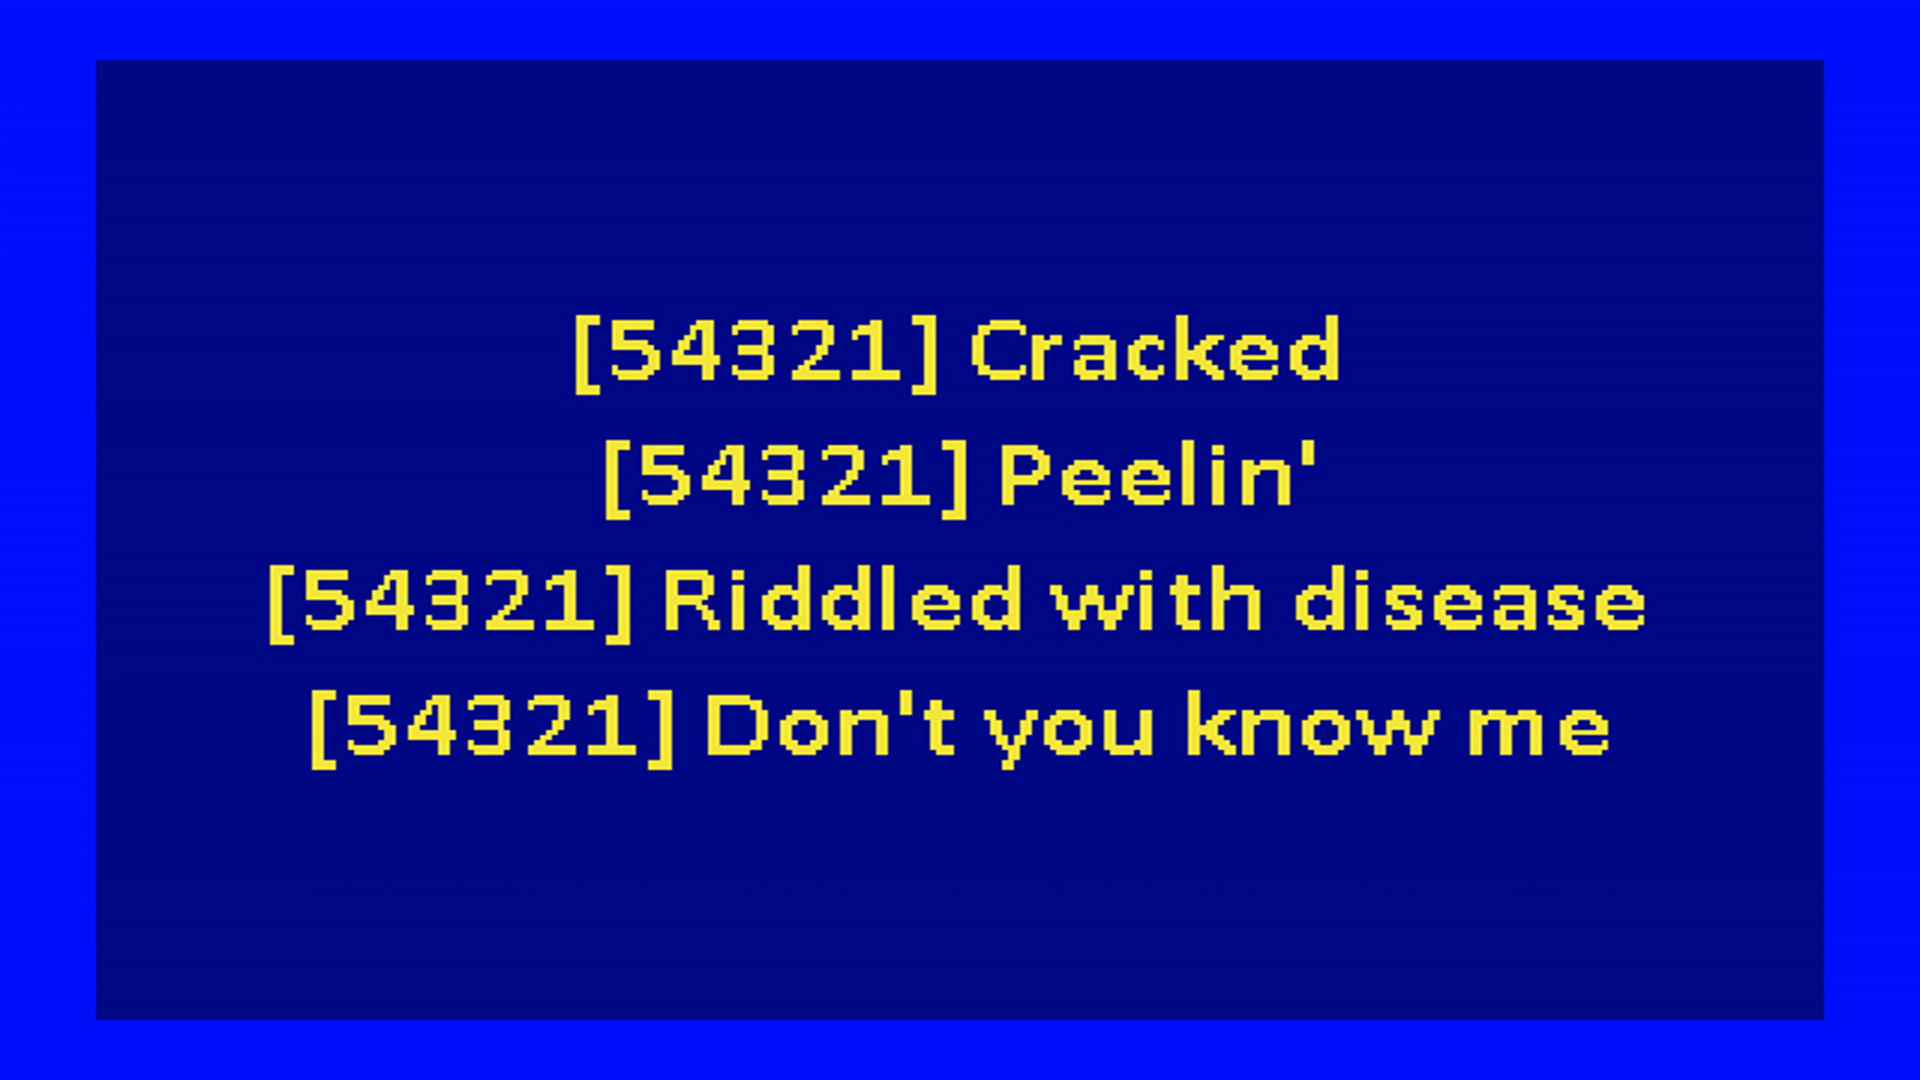 [54321] Cracked
[54321] Peelin'
[54321] Riddled with disease
[54321] Don't you know me